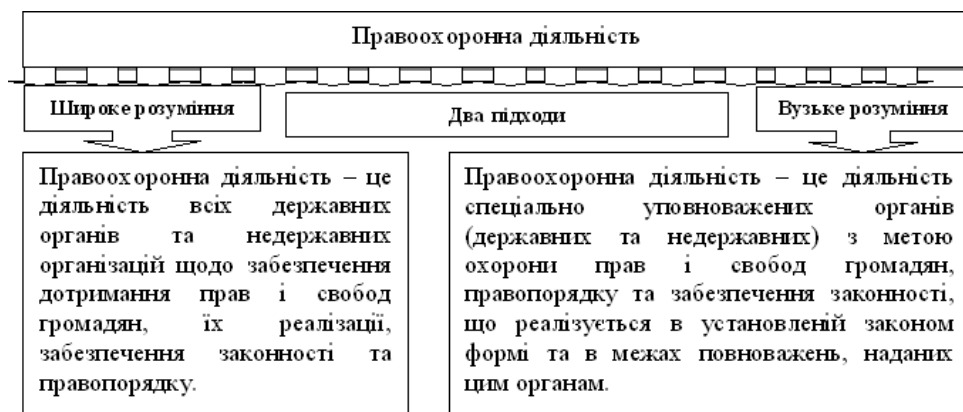 Правоохоронна діяльність
Широке розуміння
Два підходи
Вузьке розуміння
Правоохоронна діяльність – це
діяльність всіх державних
органів та недержавних
організацій щодо забезпечення
дотримання прав і свобод
громадян, їх реалізації,
забезпечення законності та
правопорядку.
Правоохоронна діяльність – це діяльність
спеціально уповноважених органів
(державних та недержавних) з метою
охорони прав і свобод громадян,
правопорядку та забезпечення законності,
що реалізується в установленій законом
формі та в межах повноважень, наданих
цим органам.